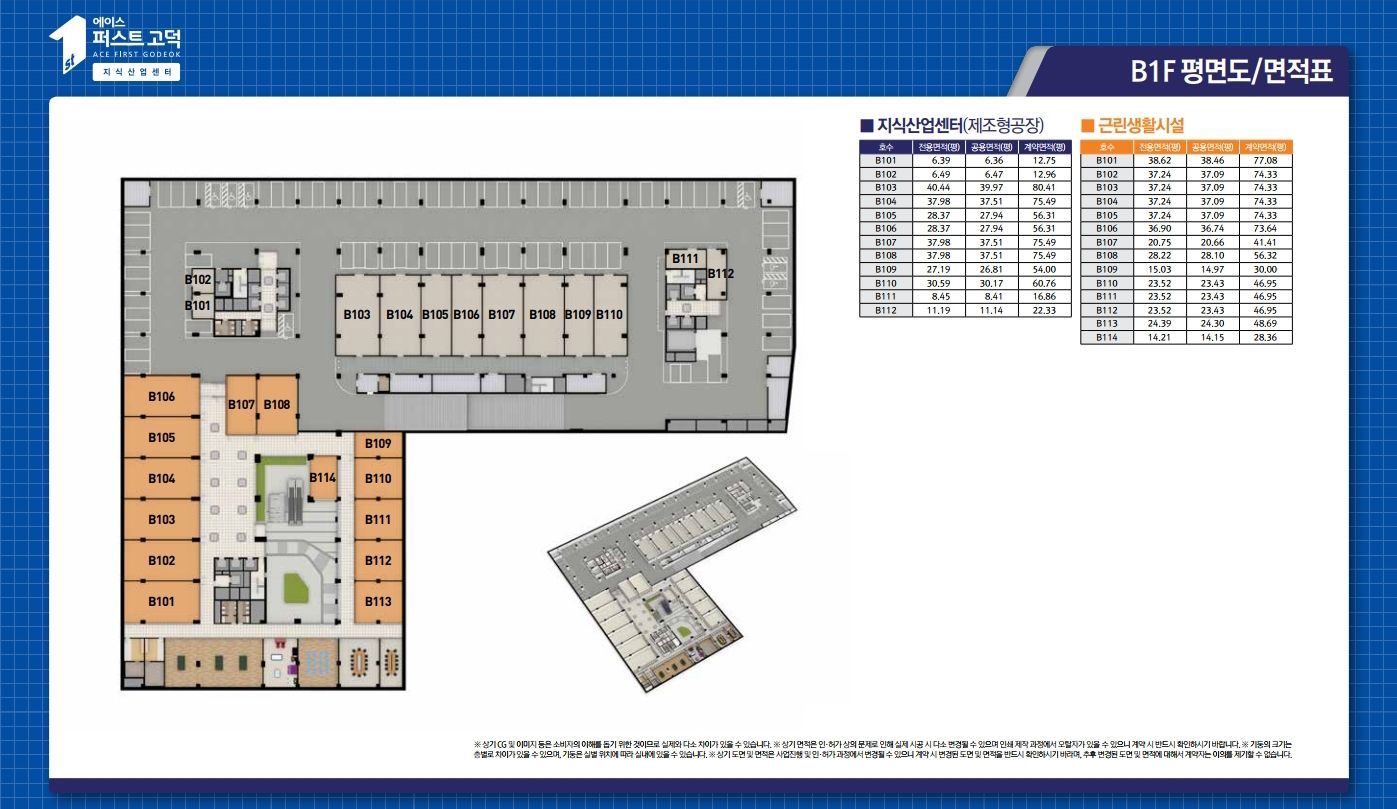 에이스
퍼스트 고덕
ACE FIRST GODEOK
지식산업센터
1st
B1F 평면도/면적표
■ 지식산업센터(제조형공장)
호수 전용면적(평) 공용면적(평) 계약면적(평)
B101 6.39 6.36 12.75
B102 6.49 6.47 12.96
B103 40.44 39.97 80.41
B104 37.98 37.51 75.49
B105 28.37 27.94 56.31
B106 28.37 27.94 56.31
B107 37.98 37.51 75.49
B108 37.98 37.51 75.49
B109 27.19 26.81 54.00
B110 30.59 30.17 60.76
B111 8.45 8.41 16.86
B112 11.19 11.14 22.33
■ 근린생활시설
호수 전용면적(평) 공용면적(평) 계약면적(평)
B101 38.62 38.46 77.08
B102 37.24 37.09 74.33
B103 37.24 37.09 74.33
B104 37.24 37.09 74.33
B105 37.24 37.09 74.33
B106 36.90 36.74 73.64
B107 20.75 20.66 41.41
B108 28.22 28.10 56.32
B109 15.03 14.97 30.00
B110 23.52 23.43 46.95
B111 23.52 23.43 46.95
B112 23.52 23.43 46.95
B113 24.39 24.30 48.69
B114 14.21 14.15 28.36
B102
B101
B103 B104 B105 B106 B107 B108 B109 B110
B111
B112
B106
B107 B108
B105
B109
B104
B114
B110
B103
B111
B102
B112
B101
B113
※ 상기 CG 및 이미지 등은 소비자의 이해를 돕기 위한 것이므로 실제와 다소 차이가 있을 수 있습니다. ※ 상기 면적은 인·허가 상의 문제로 인해 실제 시공 시 다소 변경될 수 있으며 인쇄 제작 과정에서 오탈자가 있을 수 있으니 계약 시 반드시 확인하시기 바랍니다. ※ 기둥의 크기는
층별로 차이가 있을 수 있으며, 기둥은 실별 위치에 따라 실내에 있을 수 있습니다. ※ 상기 도면 및 면적은 사업진행 및 인·허가 과정에서 변경될 수 있으니 계약 시 변경된 도면 및 면적을 반드시 확인하시기 바라며, 추후 변경된 도면 및 면적에 대해서 계약자는 이의를 제기할 수 없습니다.